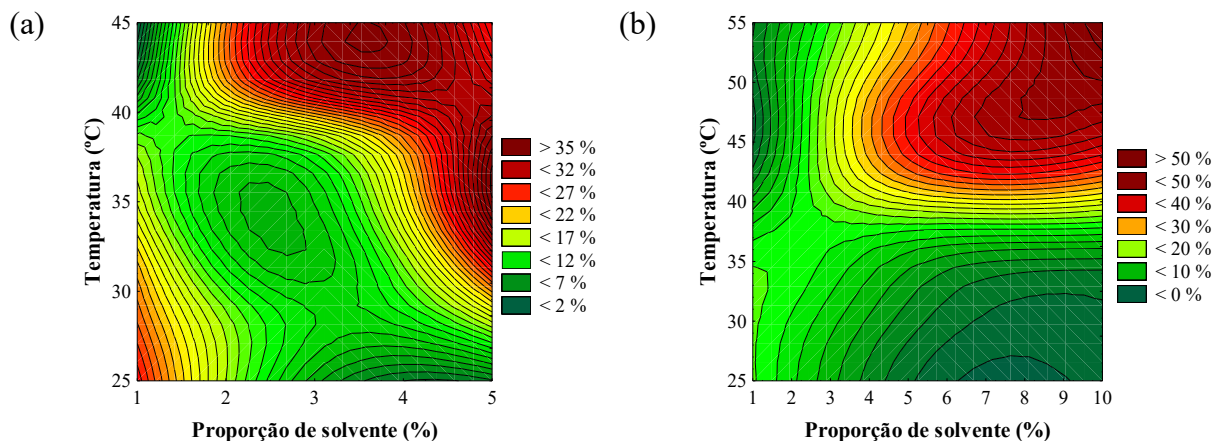 (a)
45
40
35
30
25
Temperatura (ºC)
1 2 3 4 5
Proporção de solvente (%)
> 35 %
< 32 %
< 27 %
< 22 %
< 17 %
< 12 %
< 7 %
< 2 %
(b)
55
50
45
40
35
30
25
Temperatura (ºC)
1 2 3 4 5 6 7 8 9 10
Proporção de solvente (%)
> 50 %
< 50 %
< 40 %
< 30 %
< 20 %
< 10 %
< 0 %